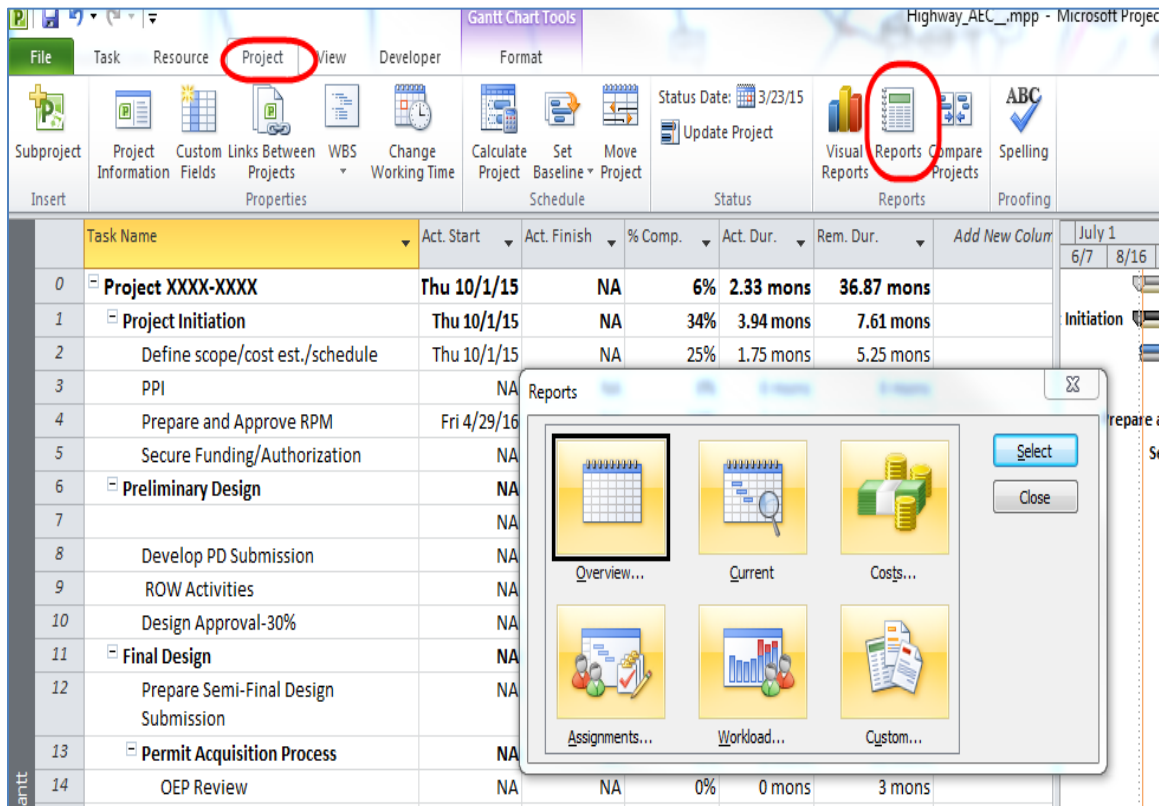 Gantt Chart Tools
Highway_AEC__.mpp - Microsoft Projec
File Task Resource Project View Developer Format
Subproject
Project Information
Custom Fields
Links Between Projects
WBS
Change Working Time
Calculate Project
Set Baseline
Move Project
Status Date: 3/23/15
Update Project
Visual Reports
Reports
Compare Projects
ABC
Spelling
Insert Properties Schedule Status Reports Proofing
Task Name Act. Start Act. Finish % Comp. Act. Dur. Rem. Dur. Add New Colum July 1
6/7 8/16
0 Project XXXX-XXXX Thu 10/1/15 NA 6% 2.33 mons 36.87 mons
1 Project Initiation Thu 10/1/15 NA 34% 3.94 mons 7.61 mons Initiation
2 Define scope/cost est./schedule Thu 10/1/15 NA 25% 1.75 mons 5.25 mons
3 PPI NA
4 Prepare and Approve RPM Fri 4/29/16 repare a
5 Secure Funding/Authorization NA Se
6 Preliminary Design NA
7 NA
8 Develop PD Submission NA
9 ROW Activities NA
10 Design Approval-30% NA
11 Final Design NA
12 Prepare Semi-Final Design Submission NA
13 Permit Acquisition Process NA
14 OEP Review NA NA 0% 0 mons 3 mons
Reports
Overview... Current Costs...
Assignments... Workload... Custom...
Select
Close
antt